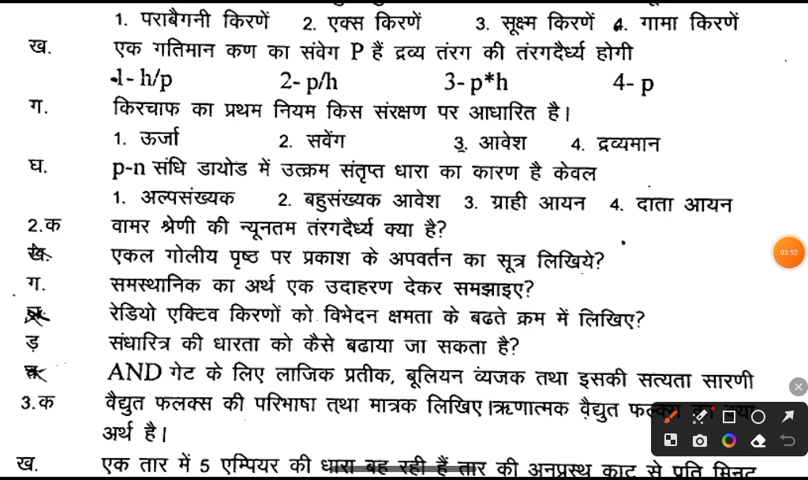 1. पराबैगनी किरणें 2. एक्स किरणें 3. सूक्ष्म किरणें 4. गामा किरणें
ख. एक गतिमान कण का संवेग P हैं द्रव्य तंरग की तंरगदैर्ध्य होगी
1- h/p 2- p/h 3- p*h 4- p
ग. किरचाफ का प्रथम नियम किस संरक्षण पर आधारित है।
1. ऊर्जा 2. सवेंग 3. आवेश 4. द्रव्यमान
घ. p-n संधि डायोड में उत्क्रम संतृप्त धारा का कारण है केवल
1. अल्पसंख्यक 2. बहुसंख्यक आवेश 3. ग्राही आयन 4. दाता आयन
2.क वामर श्रेणी की न्यूनतम तंरगदैर्ध्य क्या है?
ख. एकल गोलीय पृष्ठ पर प्रकाश के अपवर्तन का सूत्र लिखिये?
ग. समस्थानिक का अर्थ एक उदाहरण देकर समझाइए?
रेडियो एक्टिव किरणों को विभेदन क्षमता के बढते क्रम में लिखिए?
ड़ संधारित्र की धारता को कैसे बढाया जा सकता है?
AND गेट के लिए लाजिक प्रतीक, बूलियन व्यंजक तथा इसकी सत्यता सारणी
3.क वैद्युत फलक्स की परिभाषा तथा मात्रक लिखिए।ऋणात्मक वैद्युत फल्क्स का क्या
अर्थ है।
ख. एक तार में 5 एम्पियर की धारा बह रही हैं तार की अनुप्रस्थ काट से प्रति मिनट
03:52